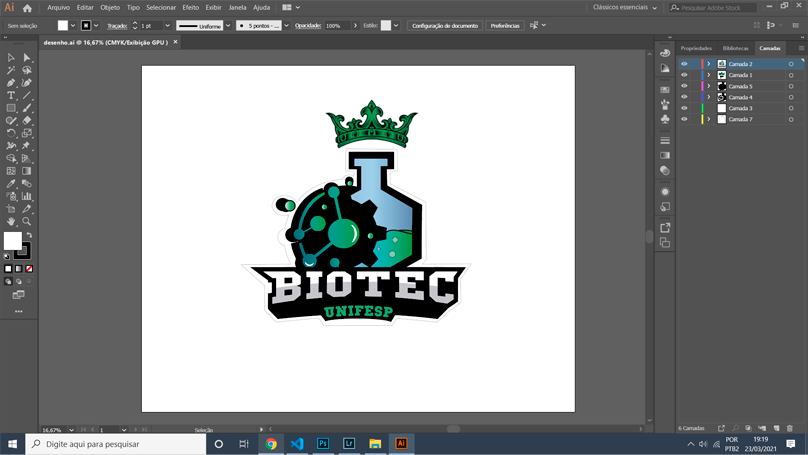 Ai Arquivo Editar Objeto Tipo Selecionar Efeito Exibir Janela Ajuda Clássicos essenciais Pesquisar Adobe Stock
Sem seleção Traçado: 1 pt Uniforme 5 pontos - ... Opacidade: 100% Estilo: Configuração de documento Preferências
desenho.ai @ 16,67% (CMYK/Exibição GPU ) ×
Propriedades Bibliotecas Camadas
Camada 2
Camada 1
Camada 5
Camada 4
Camada 3
Camada 7
BIOTEC
UNIFESP
16,67% 1 Seleção
6 Camadas
Digite aqui para pesquisar
Ps Lr Ai
POR 19:19
PTB2 23/03/2021